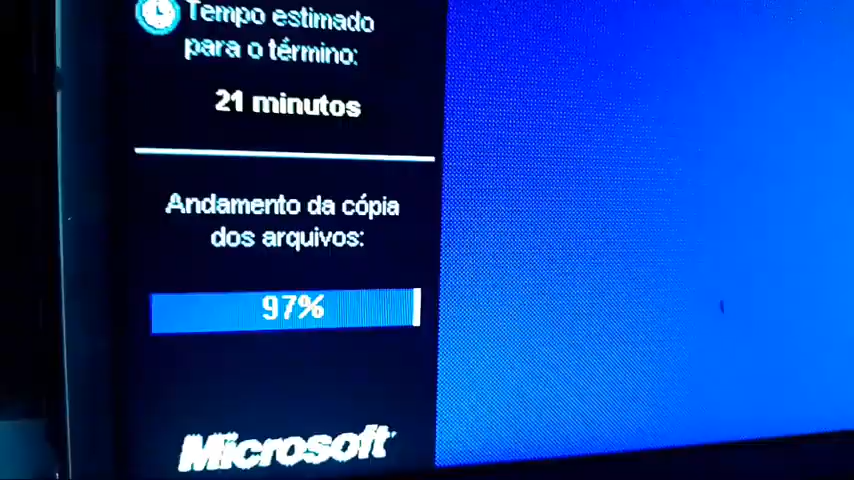 Tempo estimado
para o término:
21 minutos
Andamento da cópia
dos arquivos:
97%
Microsoft